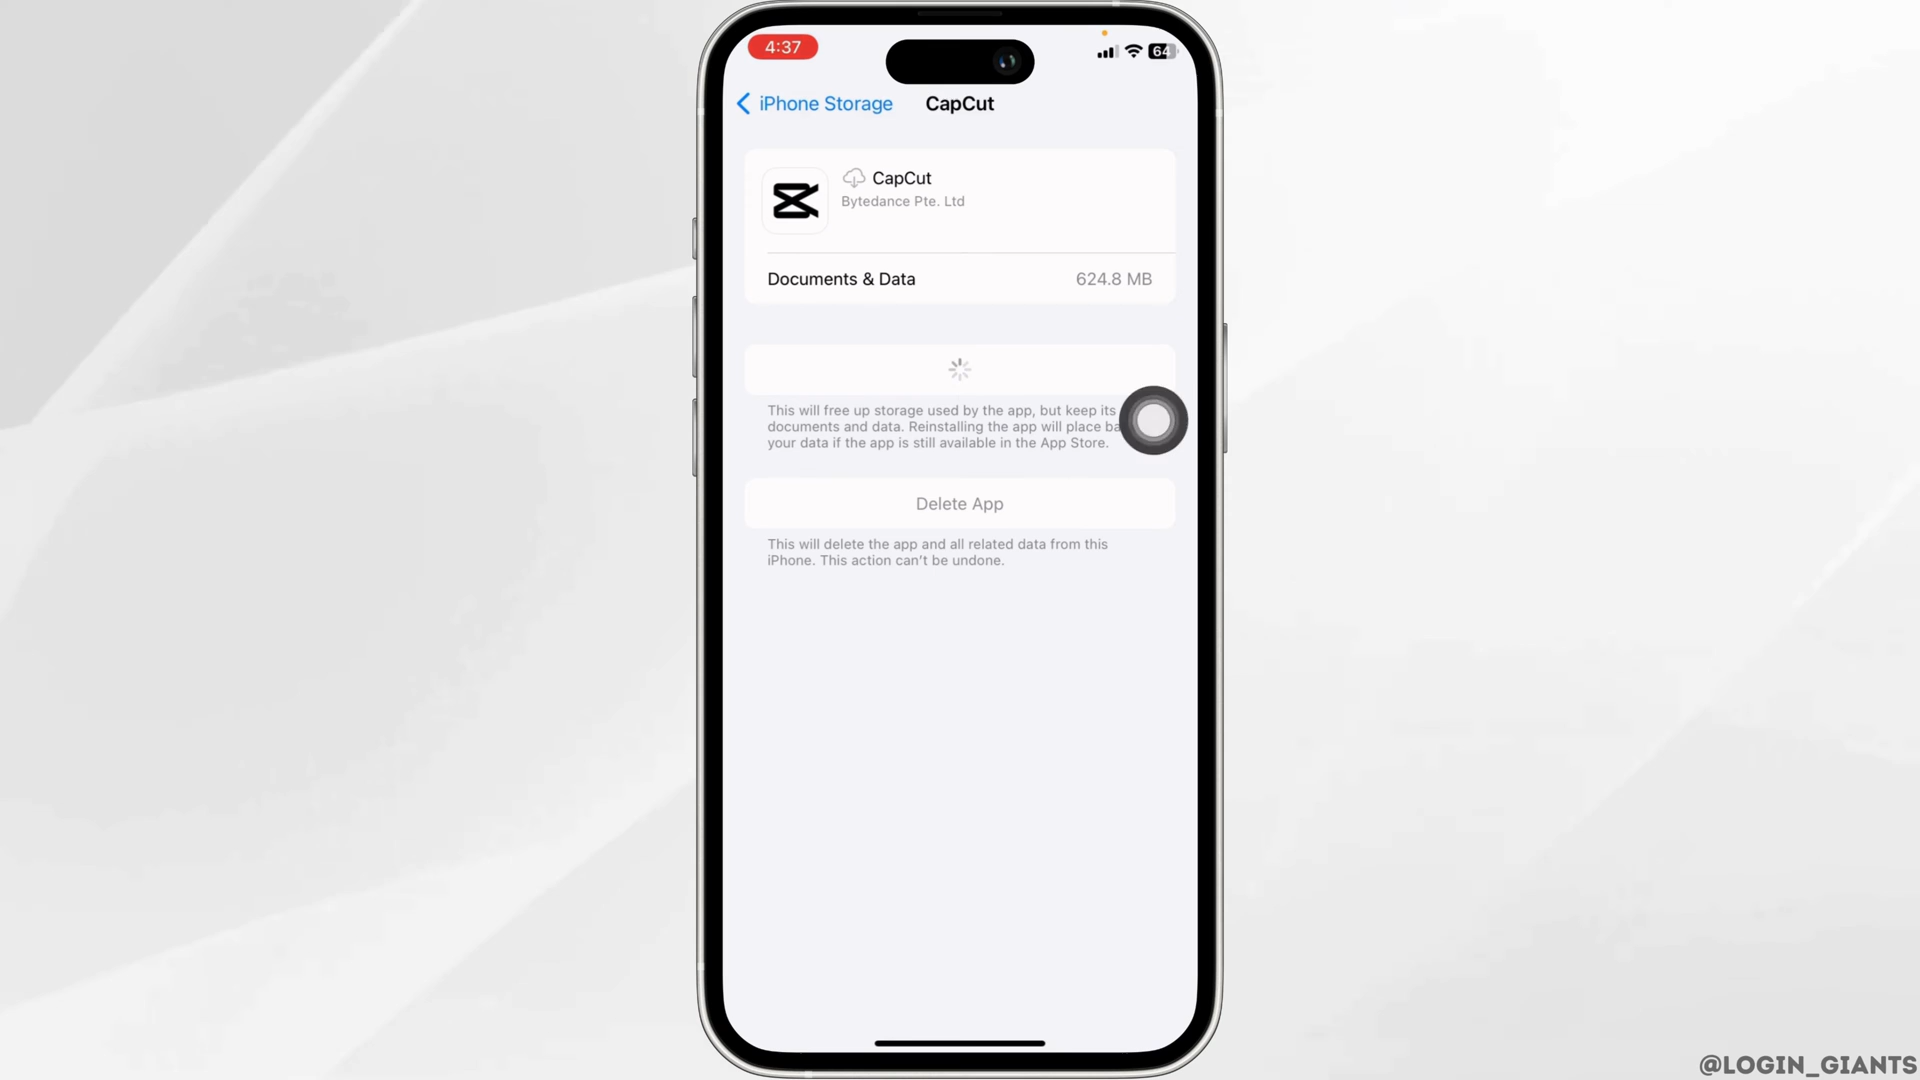 4:37
64
iPhone Storage
CapCut
CapCut
Bytedance Pte. Ltd
Documents & Data
624.8 MB
This will free up storage used by the app, but keep its
documents and data. Reinstalling the app will place
your data if the app is still available in the App Store.
Delete App
This will delete the app and all related data from this
iPhone. This action can't be undone.
@LOGIN_GIANTS